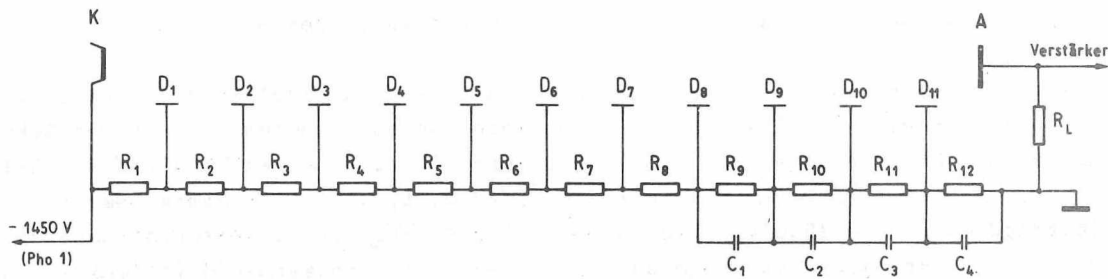 K A
Verstärker
D₁ D₂ D₃ D₄ D₅ D₆ D₇ D₈ D₉ D₁₀ D₁₁
R_L
R₁ R₂ R₃ R₄ R₅ R₆ R₇ R₈ R₉ R₁₀ R₁₁ R₁₂
- 1450 V
(Pho 1)
C₁ C₂ C₃ C₄